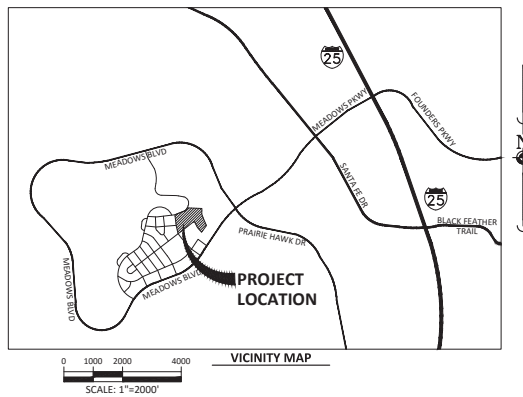 25
MEADOWS PKWY
FOUNDERS PKWY
N
MEADOWS BLVD
SANTA FE DR
25
BLACK FEATHER
TRAIL
PRAIRIE HAWK DR
MEADOWS BLVD
MEADOWS BLVD
PROJECT
LOCATION
0 1000 2000 4000
SCALE: 1"=2000'
VICINITY MAP